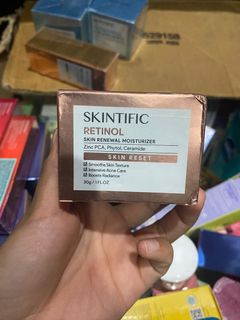 SKINTIFIC
RETINOL
SKIN RENEWAL MOISTURIZER
Zinc PCA, Phytol, Ceramide
SKIN RESET
Smooths Skin Texture
Intensive Acne Care
Boosts Radiance
30g / 1 FL.OZ